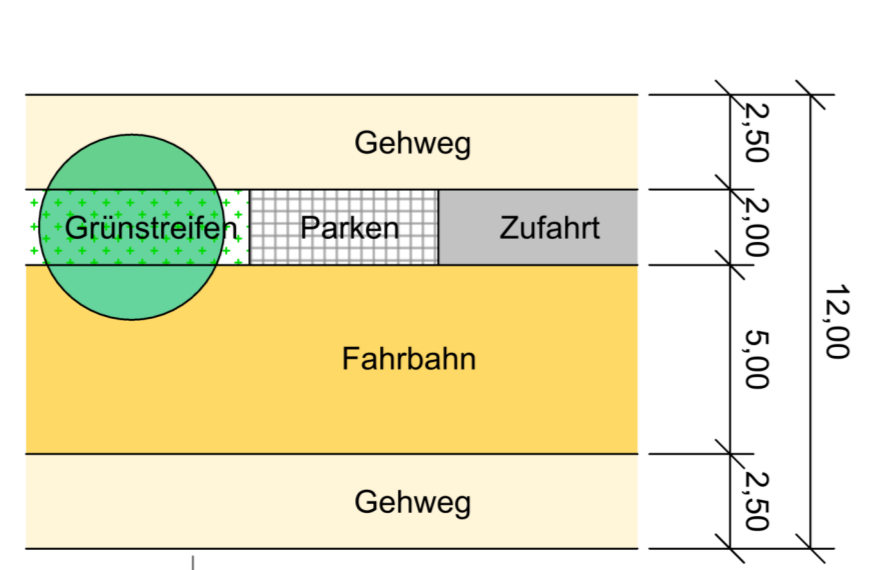 Gehweg
2,50
Grünstreifen
Parken
Zufahrt
2,00
12,00
Fahrbahn
5,00
Gehweg
2,50